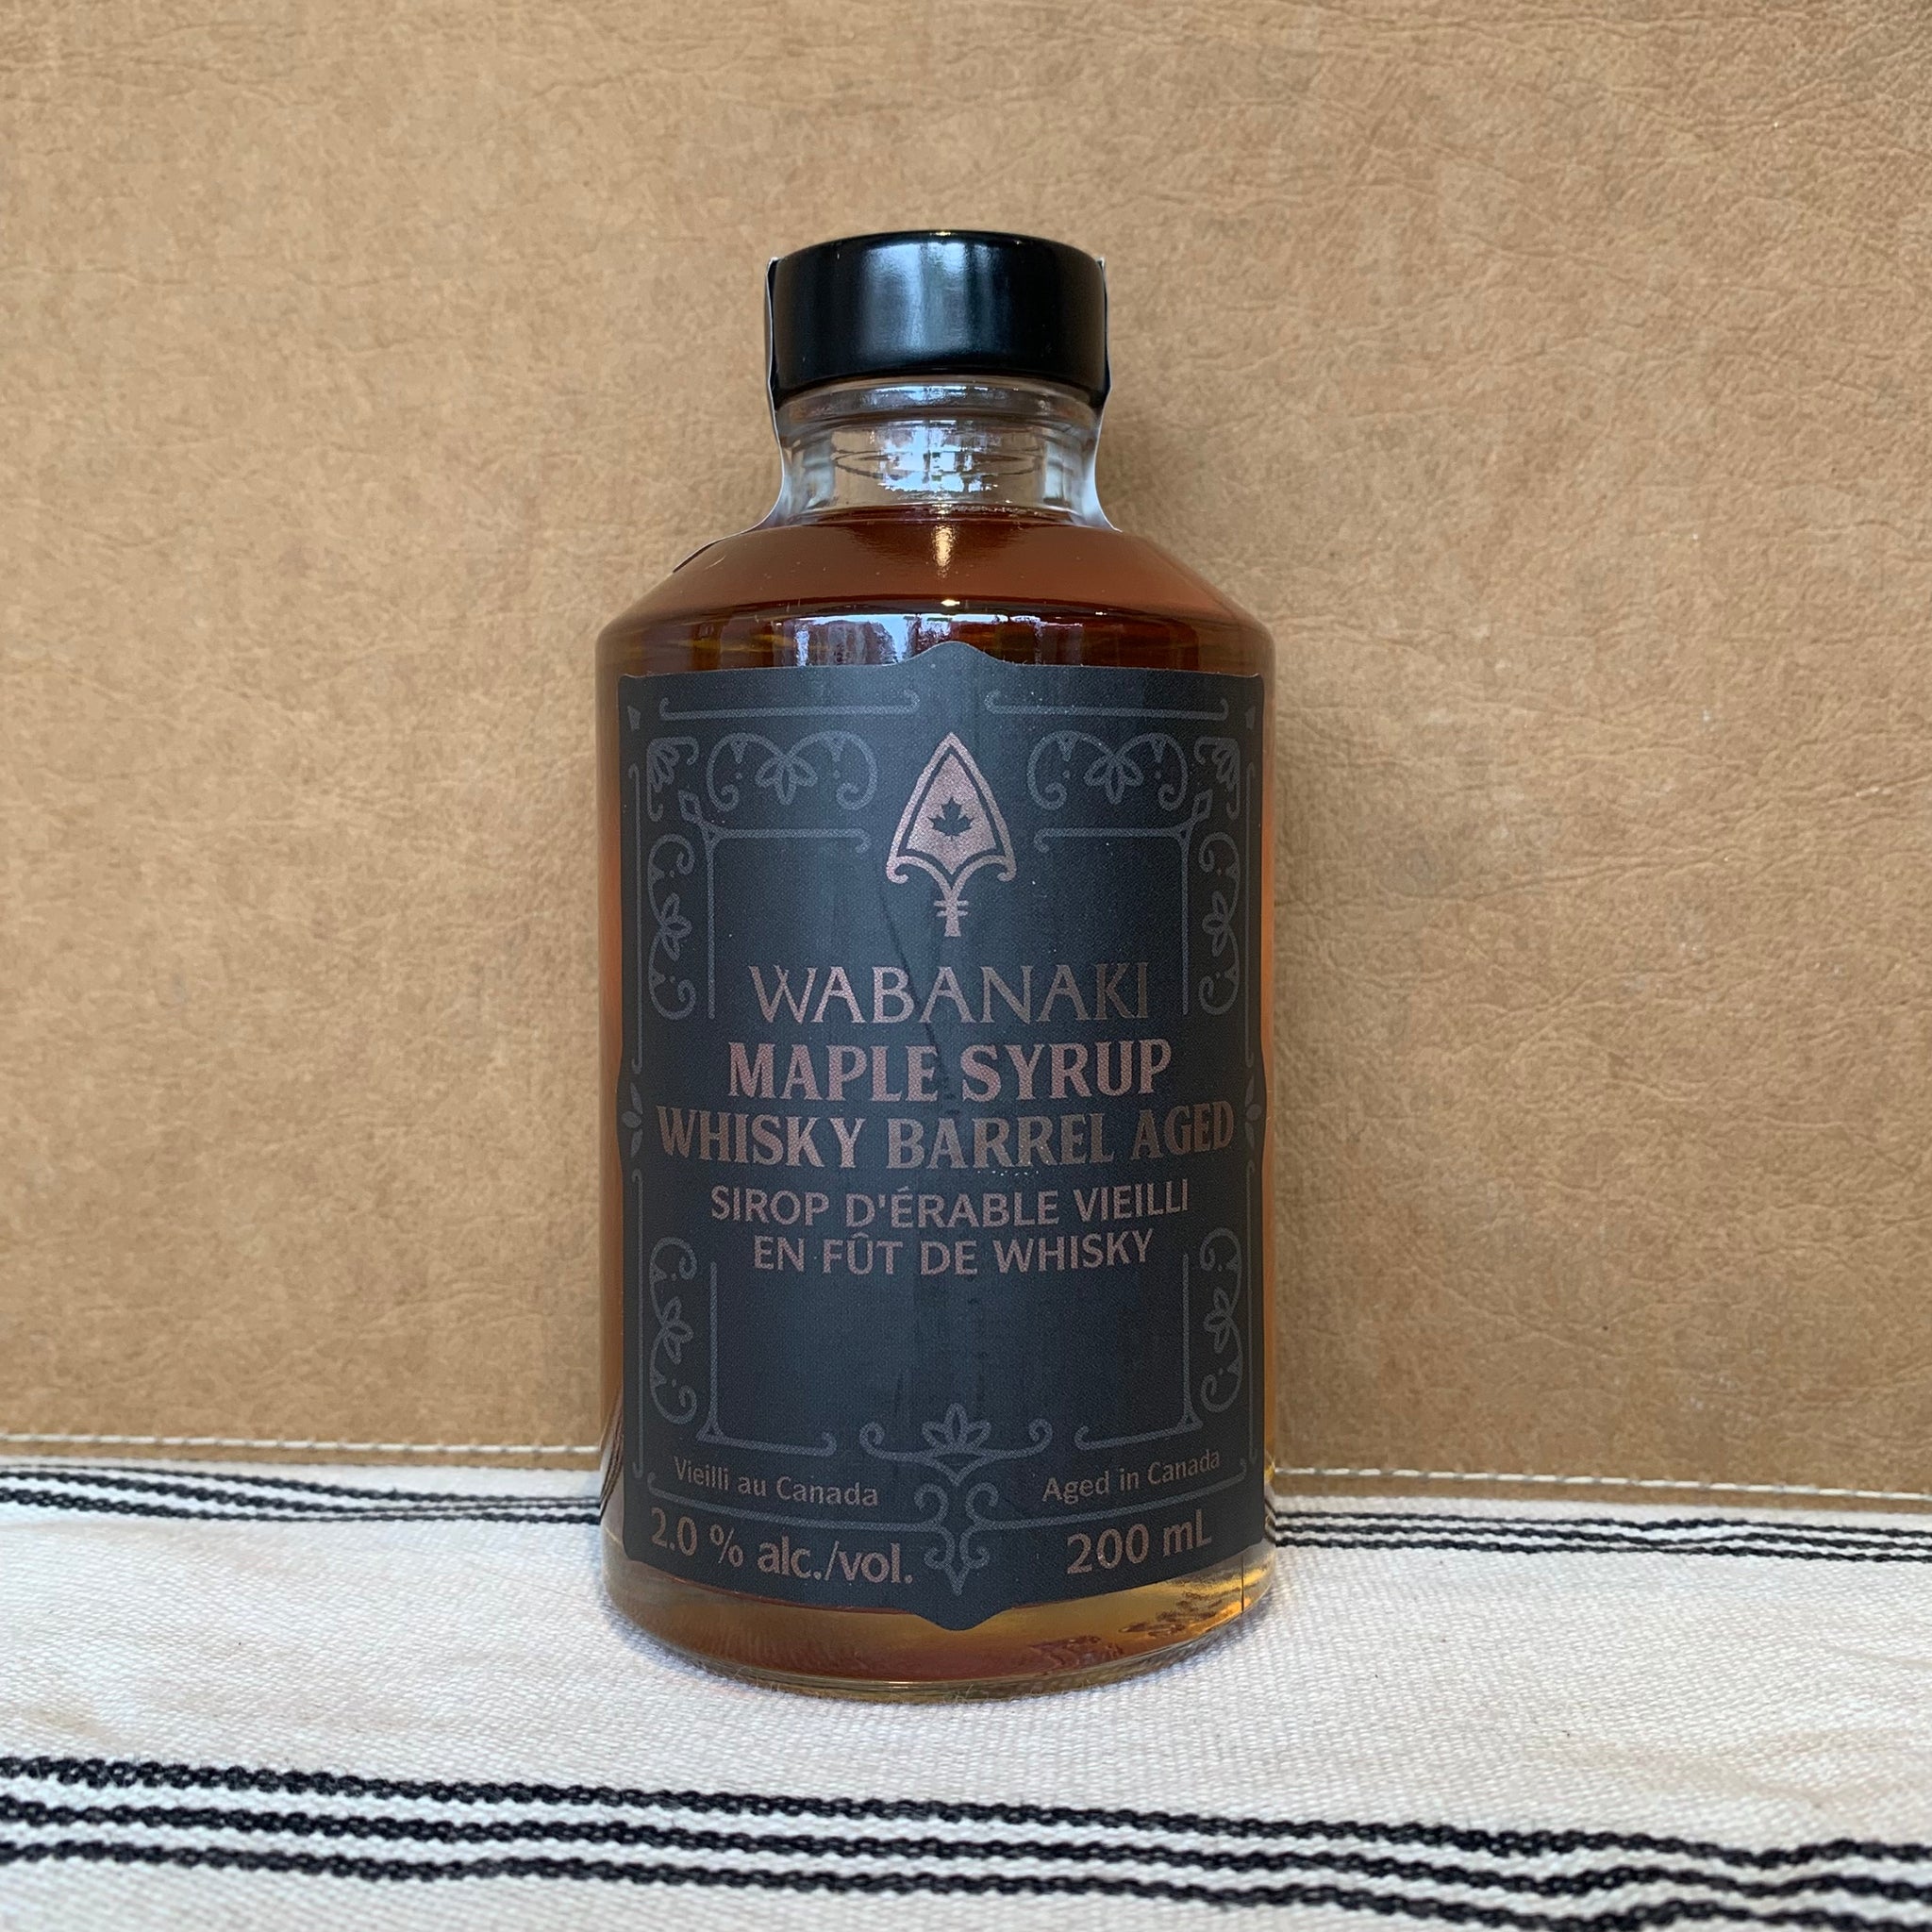 WABANAKI
MAPLE SYRUP
WHISKY BARREL AGED
SIROP D'ÉRABLE VIEILLI
EN FÛT DE WHISKY
Vieilli au Canada
Aged in Canada
2.0 % alc./vol.
200 mL